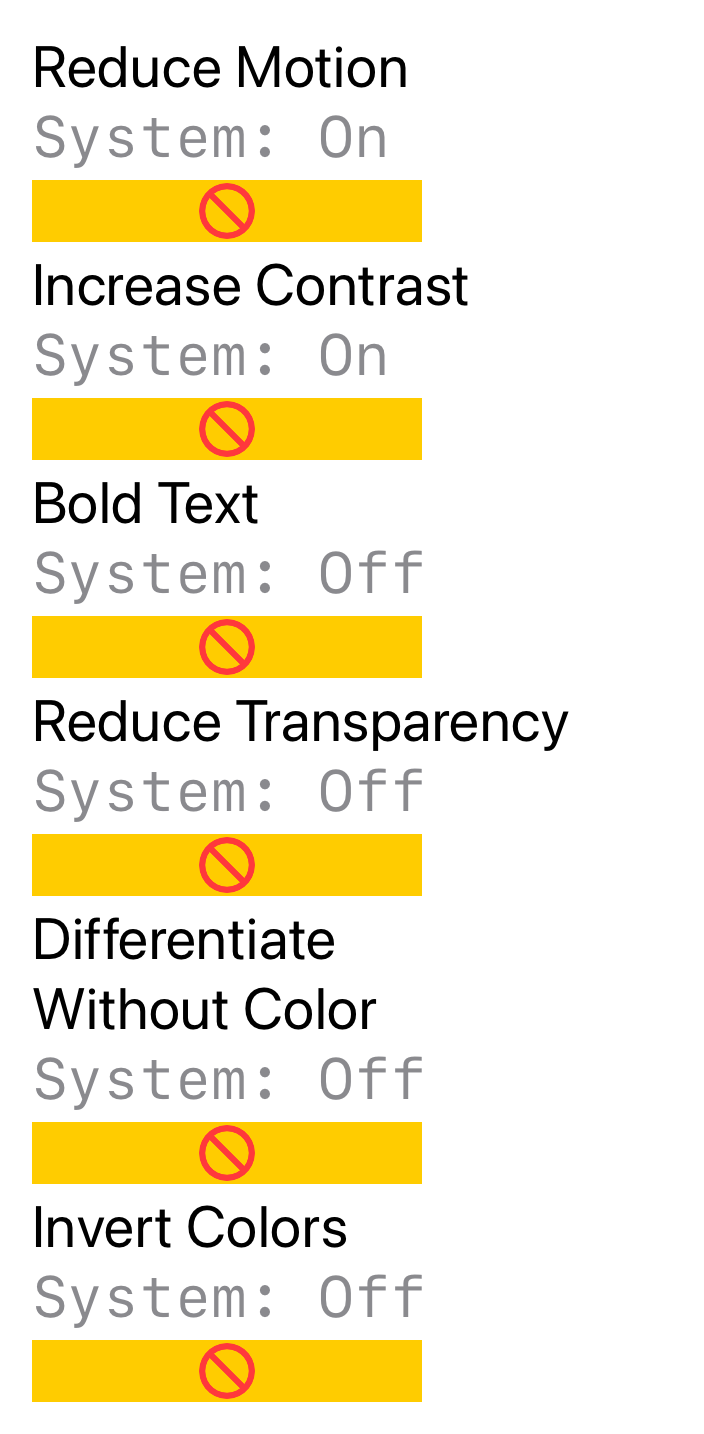 Reduce Motion
System: On
Increase Contrast
System: On
Bold Text
System: Off
Reduce Transparency
System: Off
Differentiate
Without Color
System: Off
Invert Colors
System: Off